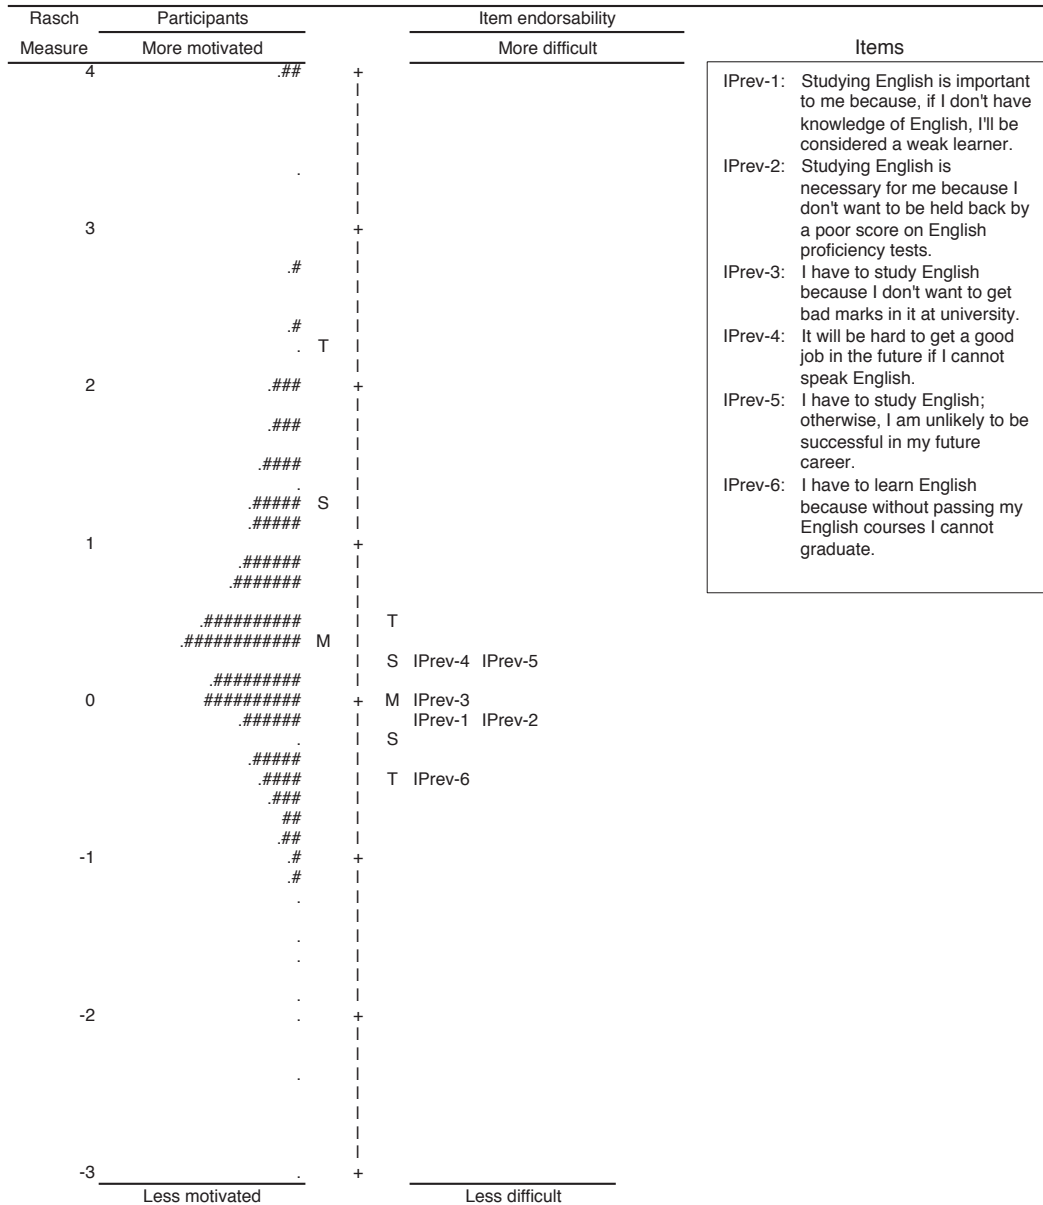 Rasch Participants Item endorsability
Measure More motivated More difficult Items
4 .## +
|
IPrev-1: Studying English is important
| to me because, if I don't have
| knowledge of English, I'll be
| considered a weak learner.
. | IPrev-2: Studying English is
| necessary for me because I
| don't want to be held back by
3 + a poor score on English
| proficiency tests.
.# | IPrev-3: I have to study English
| because I don't want to get
| bad marks in it at university.
.# |
. T | IPrev-4: It will be hard to get a good
| job in the future if I cannot
2 .### + speak English.
| IPrev-5: I have to study English;
.### | otherwise, I am unlikely to be
| successful in my future
.#### | career.
. | IPrev-6: I have to learn English
.##### S | because without passing my
.##### | English courses I cannot
1 + graduate.
.###### |
.####### |
|
.########## | T
.############ M |
| S IPrev-4 IPrev-5
.######### |
0 ########## + M IPrev-3
.###### | IPrev-1 IPrev-2
. | S
.##### |
.#### | T IPrev-6
.### |
## |
.## |
-1 .# +
.# |
. |
|
. |
. |
|
. |
-2 . +
|
|
. |
|
|
|
|
-3 . +
Less motivated Less difficult